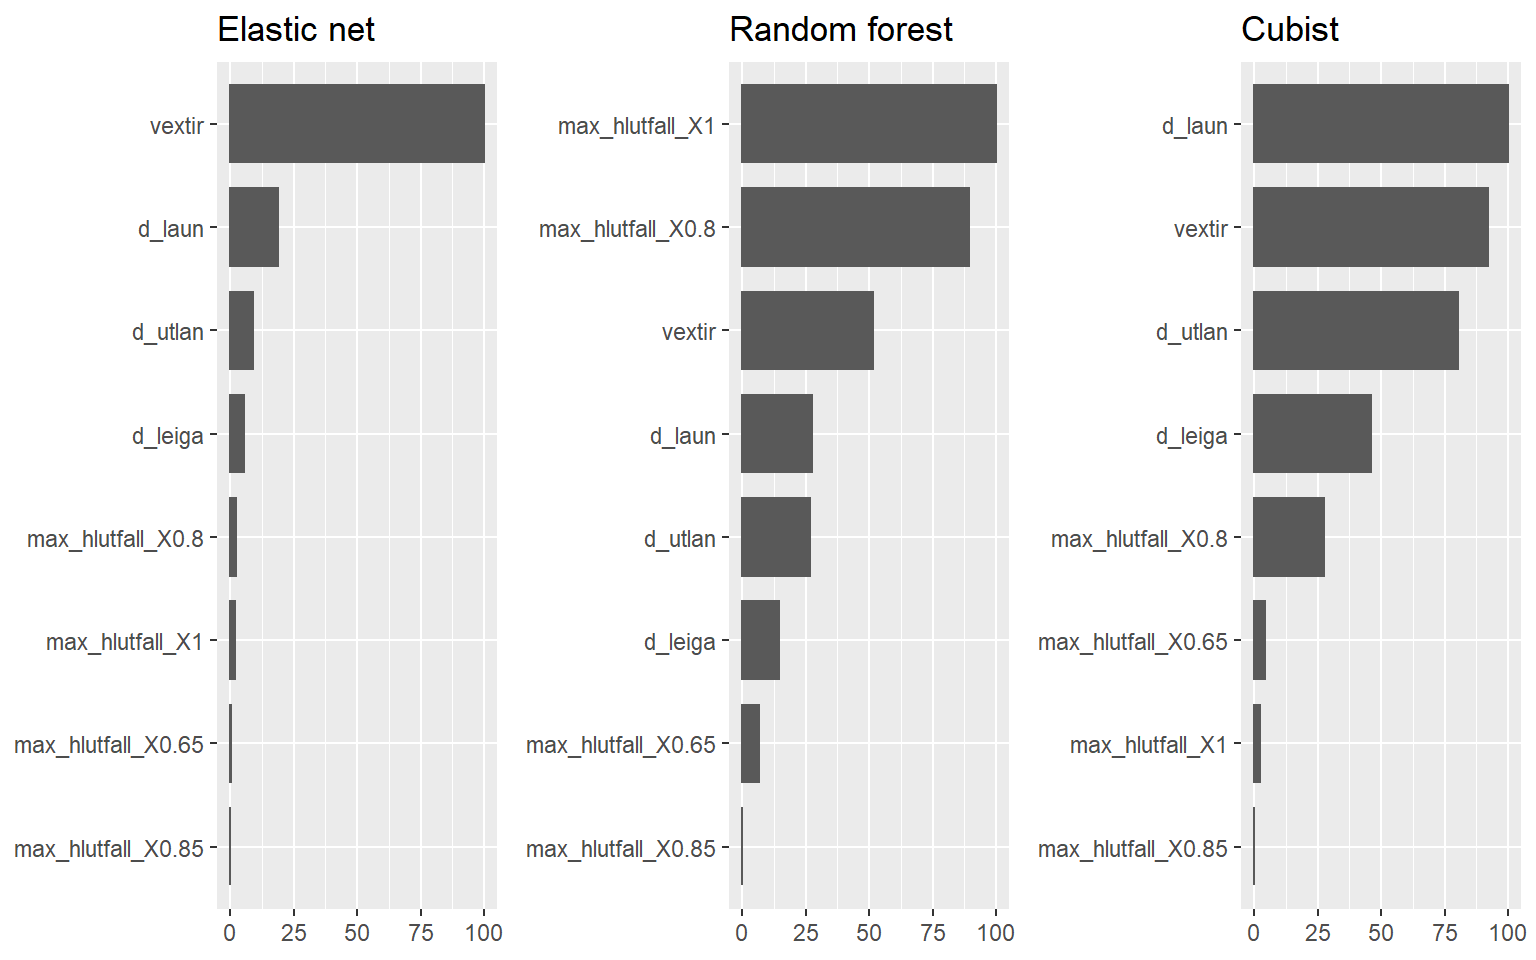 Elastic net
vextir
d_laun
d_utlan
d_leiga
max_hlutfall_X0.8
max_hlutfall_X1
max_hlutfall_X0.65
max_hlutfall_X0.85
0 25 50 75 100
Random forest
max_hlutfall_X1
max_hlutfall_X0.8
vextir
d_laun
d_utlan
d_leiga
max_hlutfall_X0.65
max_hlutfall_X0.85
0 25 50 75 100
Cubist
d_laun
vextir
d_utlan
d_leiga
max_hlutfall_X0.8
max_hlutfall_X0.65
max_hlutfall_X1
max_hlutfall_X0.85
0 25 50 75 100